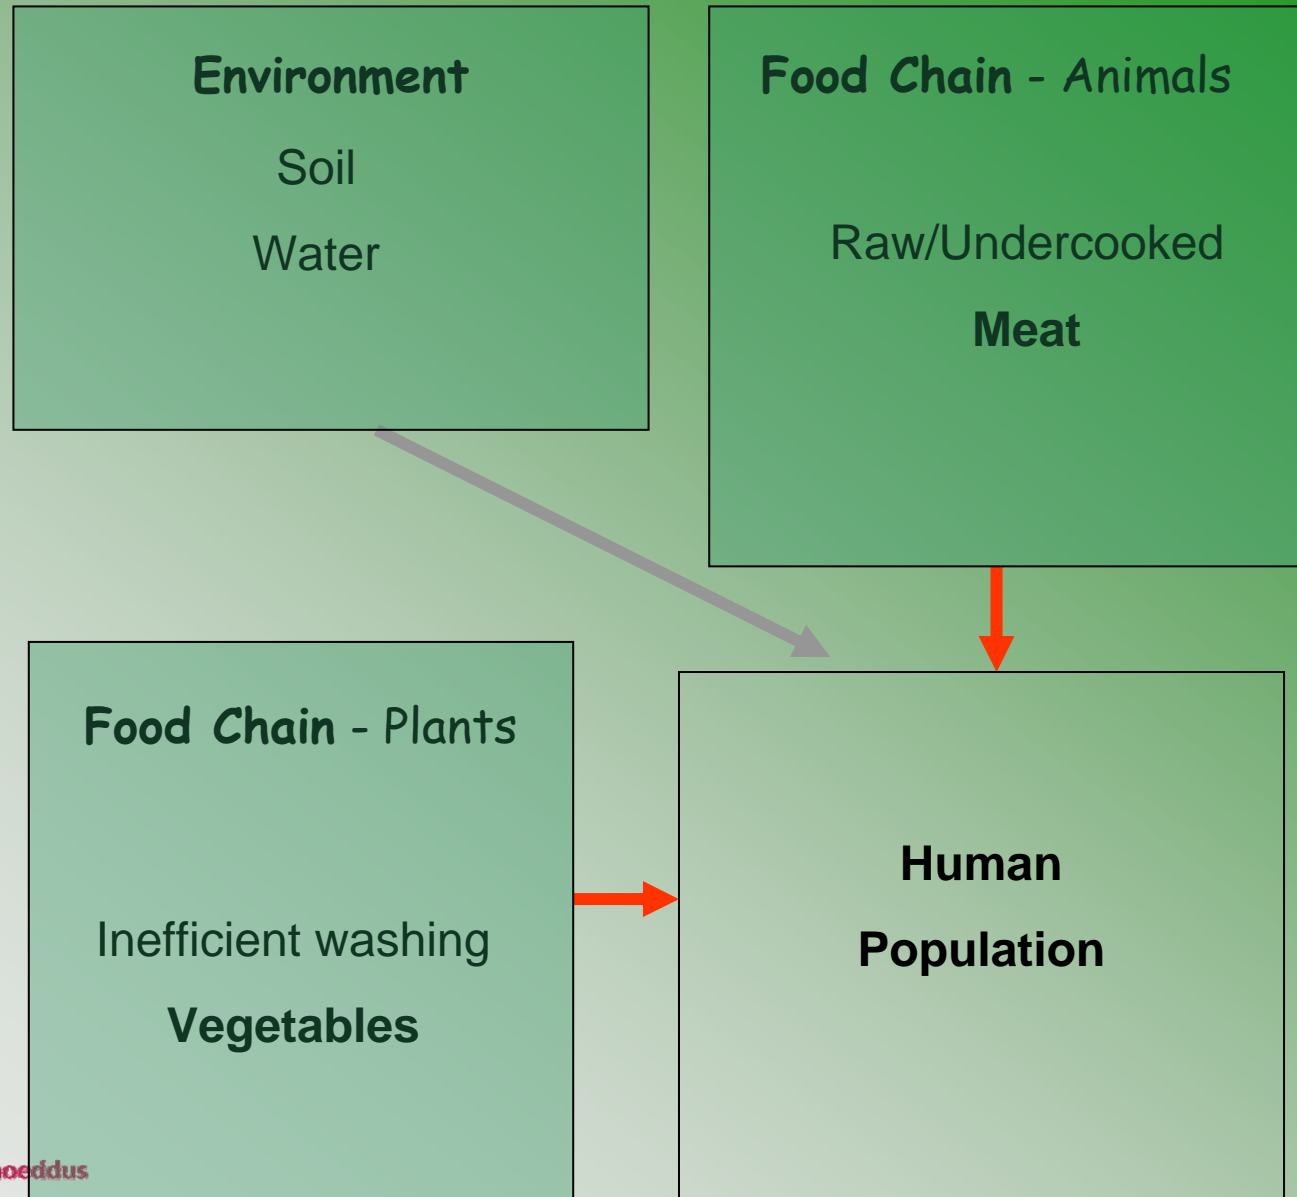 Environment
Soil
Water
Food Chain - Animals
Raw/Undercooked
Meat
Food Chain - Plants
Inefficient washing
Vegetables
Human
Population